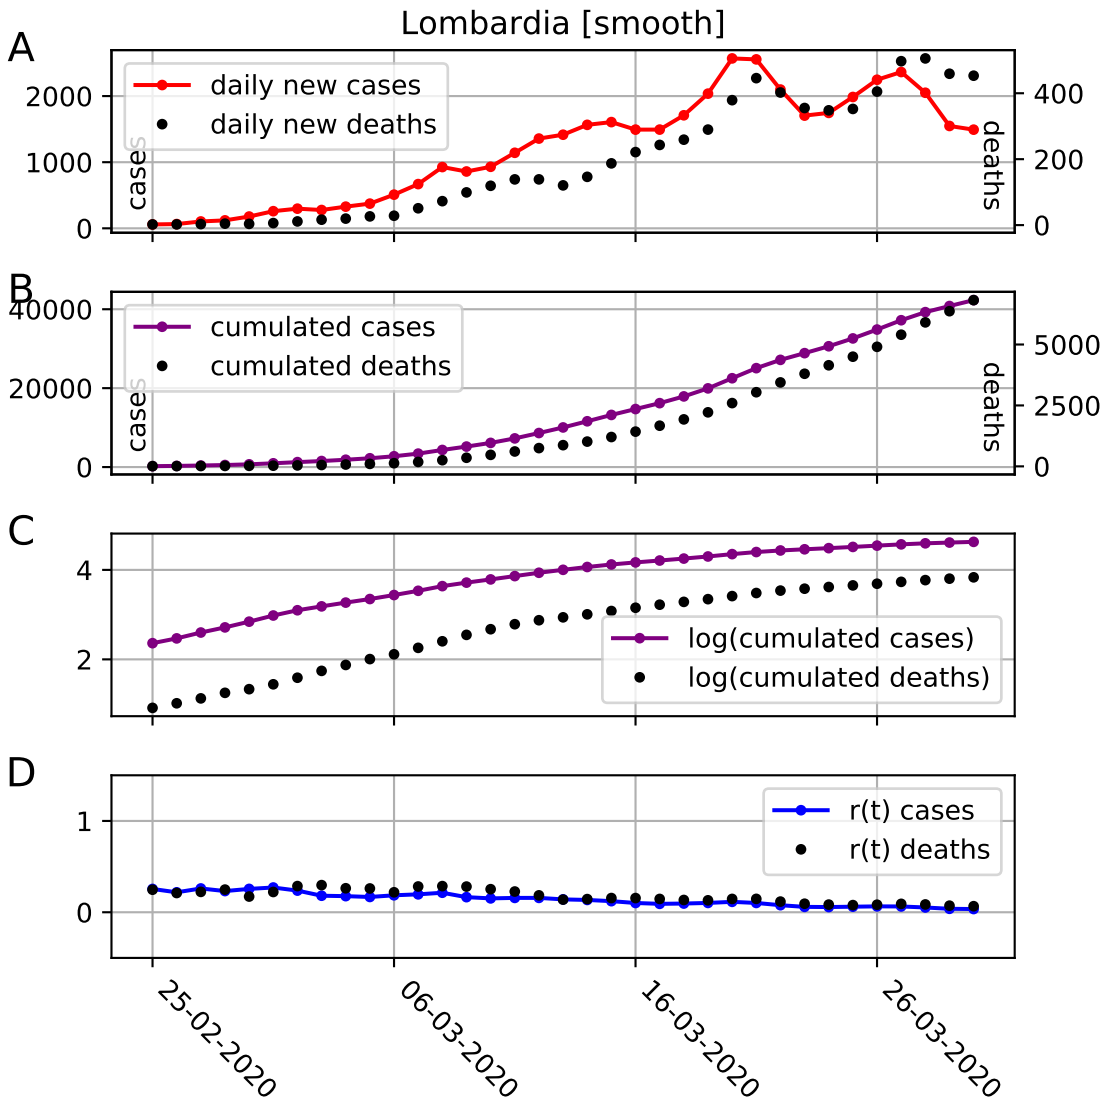 Lombardia [smooth]
A
daily new cases
daily new deaths
2000
1000
0
cases
400
200
0
deaths
B
cumulated cases
cumulated deaths
40000
20000
0
cases
5000
2500
0
deaths
C
4
2
log(cumulated cases)
log(cumulated deaths)
D
1
0
r(t) cases
r(t) deaths
25-02-2020
06-03-2020
16-03-2020
26-03-2020